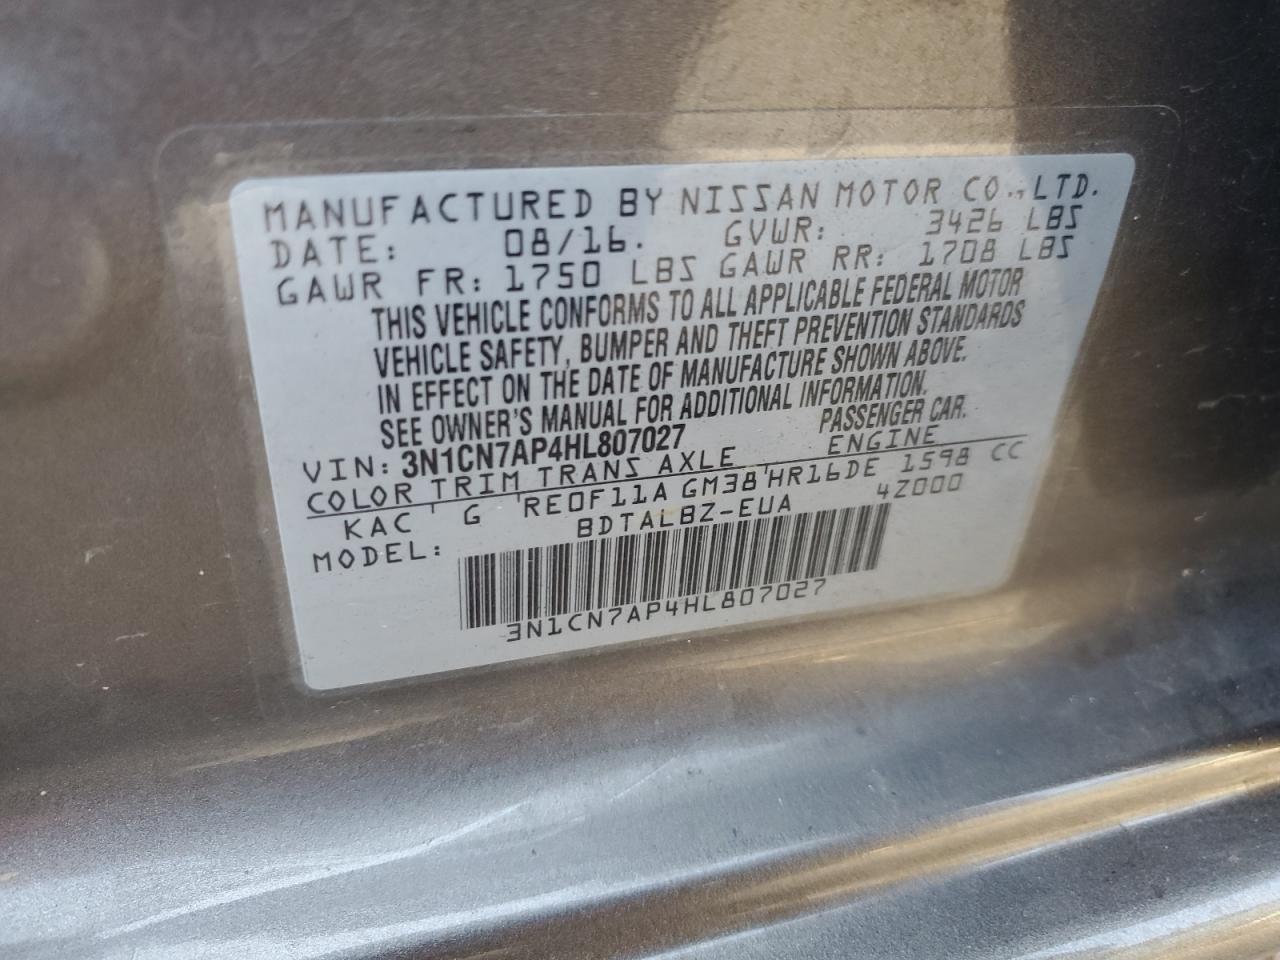 MANUFACTURED BY NISSAN MOTOR CO., LTD.
DATE: 08/16. GVWR: 3426 LBS
GAWR FR: 1750 LBS GAWR RR: 1708 LBS
THIS VEHICLE CONFORMS TO ALL APPLICABLE FEDERAL MOTOR
VEHICLE SAFETY, BUMPER AND THEFT PREVENTION STANDARDS
IN EFFECT ON THE DATE OF MANUFACTURE SHOWN ABOVE.
SEE OWNER'S MANUAL FOR ADDITIONAL INFORMATION.
VIN: 3N1CN7AP4HL807027 PASSENGER CAR.
COLOR TRIM TRANS AXLE ENGINE
KAC G RE0F11A GM38 HR16DE 1598 CC
MODEL: BDTALBZ-EUA 4Z000
3N1CN7AP4HL807027